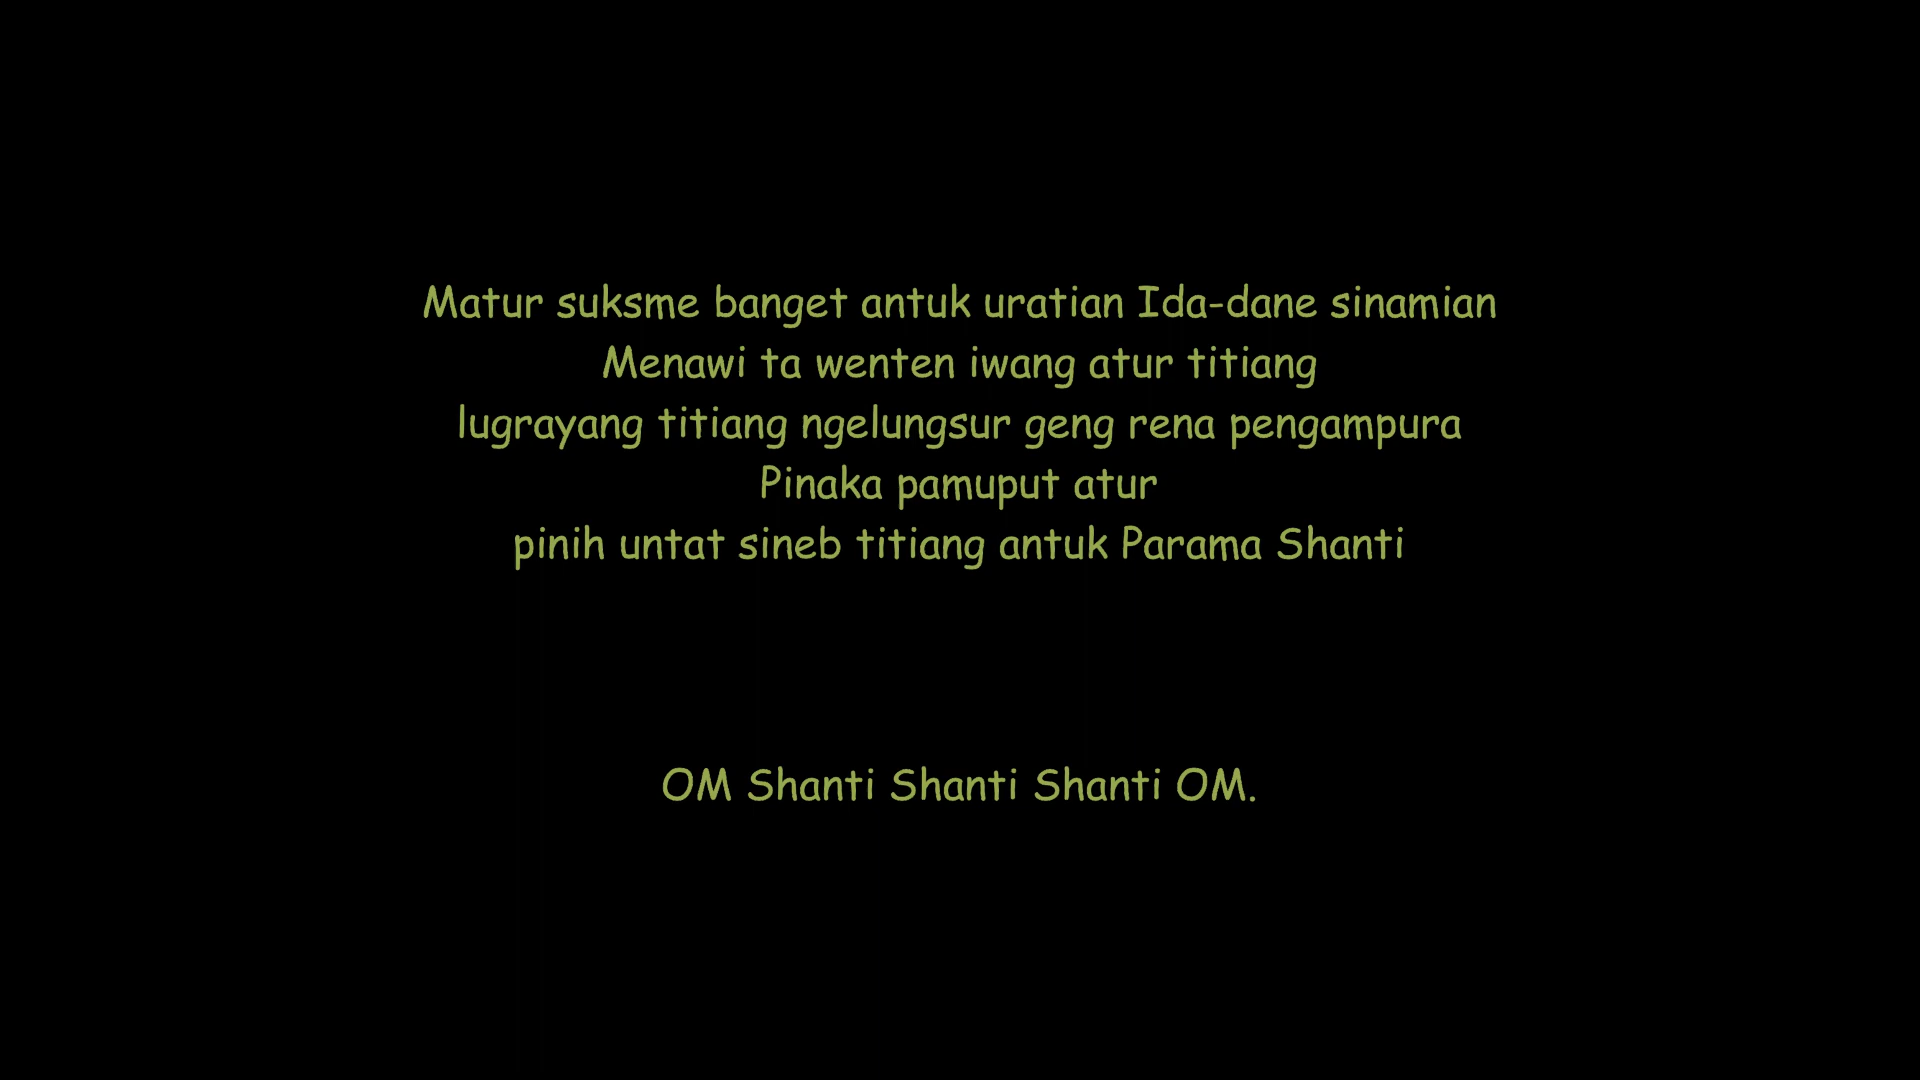 Matur suksme banget antuk uratian Ida-dane sinamian
Menawi ta wenten iwang atur titiang
lugrayang titiang ngelungsur geng rena pengampura
Pinaka pamuput atur
pinih untat sineb titiang antuk Parama Shanti
OM Shanti Shanti Shanti OM.